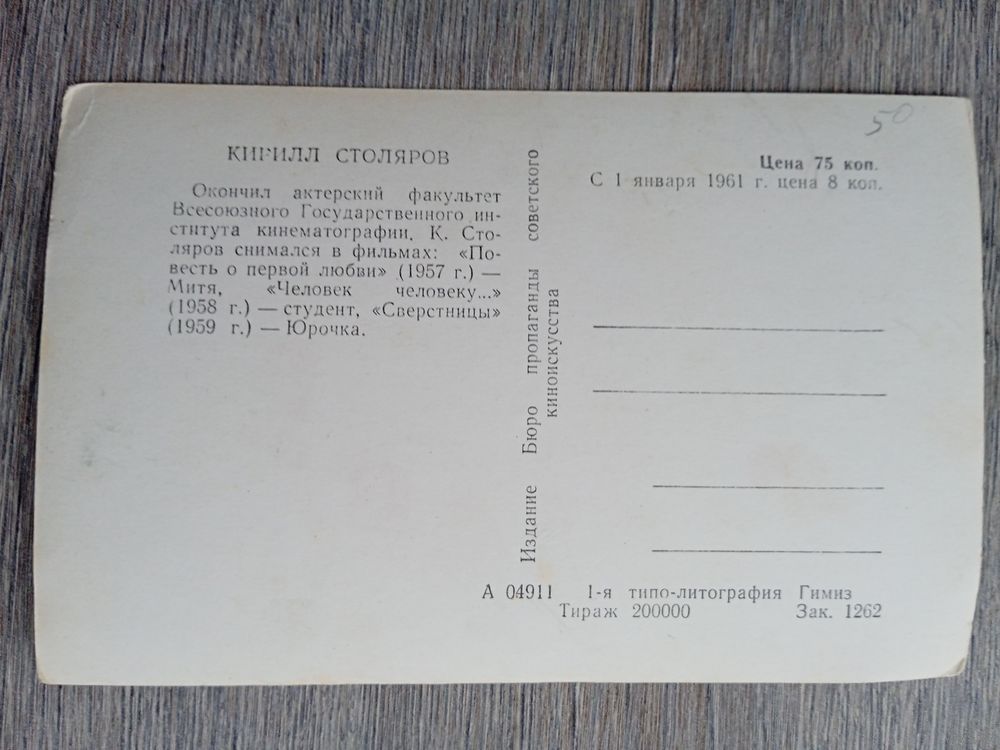 КИРИЛЛ СТОЛЯРОВ
Окончил актерский факультет
Всесоюзного Государственного ин-
ститута кинематографии. К. Сто-
ляров снимался в фильмах: «По-
весть о первой любви» (1957 г.) —
Митя, «Человек человеку...»
(1958 г.) — студент, «Сверстницы»
(1959 г.) — Юрочка.
Издание Бюро пропаганды советского
киноискусства
50
Цена 75 коп.
С 1 января 1961 г. цена 8 коп.
А 04911 1-я типо-литография Гимиз
Тираж 200000 Зак. 1262